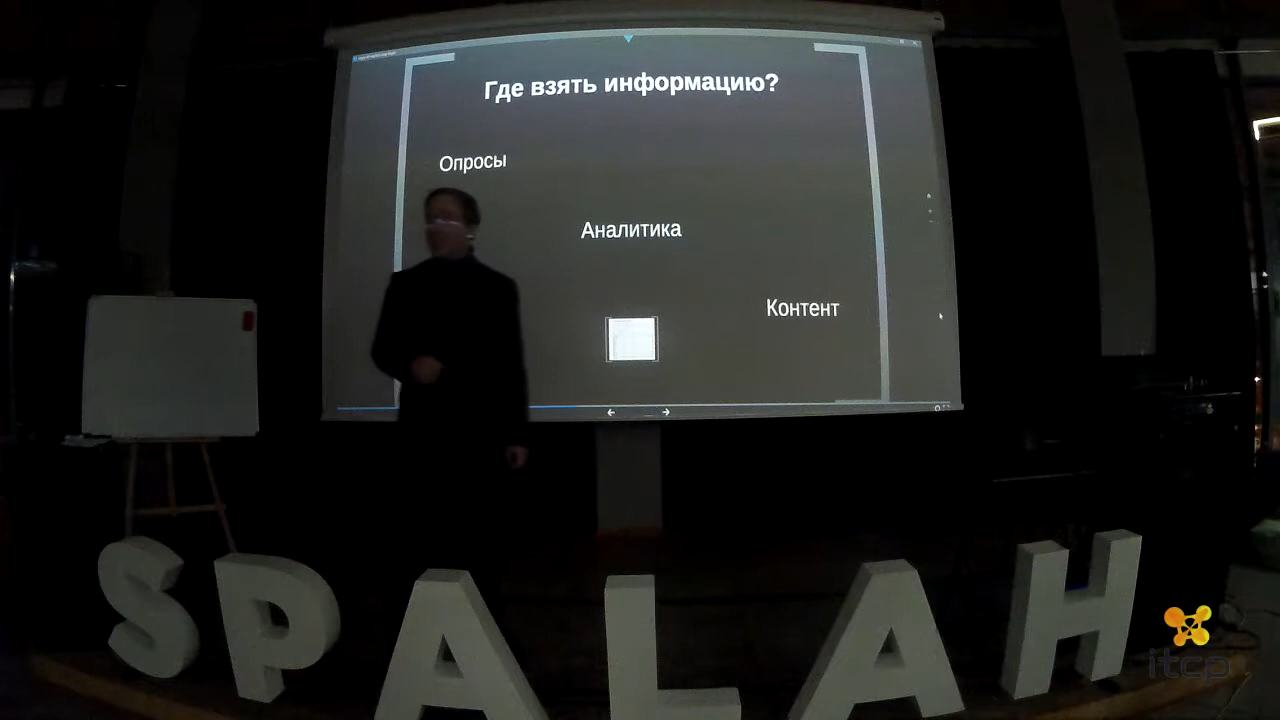 Где взять информацию?
Опросы
Аналитика
Контент
SPALAH
itcp